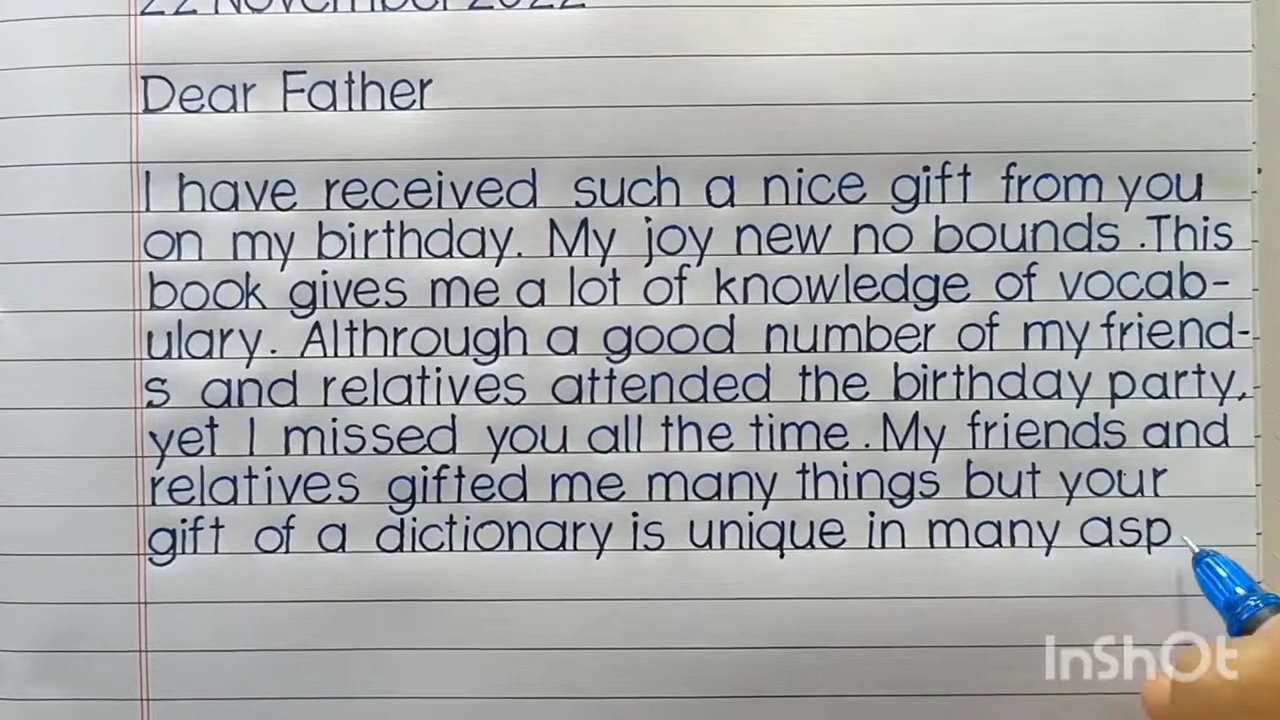 22 November 2022
Dear Father
I have received such a nice gift from you
on my birthday. My joy new no bounds .This
book gives me a lot of knowledge of vocab-
ulary. Althrough a good number of my friend-
s and relatives attended the birthday party,
yet I missed you all the time .My friends and
relatives gifted me many things but your
gift of a dictionary is unique in many asp
InShOt